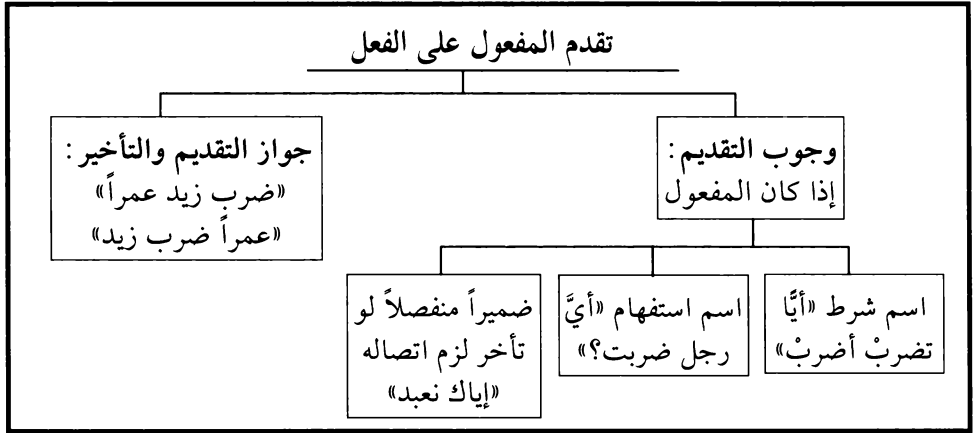 تقدم المفعول على الفعل
وجوب التقديم :
إذا كان المفعول
جواز التقديم والتأخير :
«ضرب زيد عمراً»
«عمراً ضرب زيد»
اسم شرط «أيًّا
تضربْ أضربْ»
اسم استفهام «أيَّ
رجل ضربت؟»
ضميراً منفصلاً لو
تأخر لزم اتصاله
«إياك نعبد»